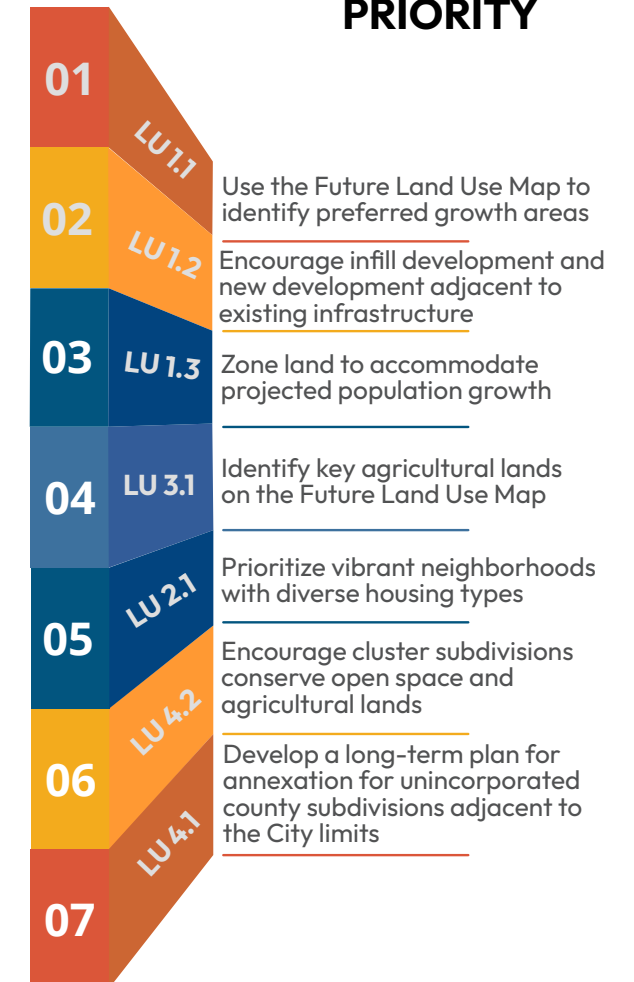 PRIORITY
01
LU 1.1
Use the Future Land Use Map to
identify preferred growth areas
02
LU 1.2
Encourage infill development and
new development adjacent to
existing infrastructure
03
LU 1.3
Zone land to accommodate
projected population growth
04
LU 3.1
Identify key agricultural lands
on the Future Land Use Map
05
LU 2.1
Prioritize vibrant neighborhoods
with diverse housing types
06
LU 4.2
Encourage cluster subdivisions
conserve open space and
agricultural lands
07
LU 4.1
Develop a long-term plan for
annexation for unincorporated
county subdivisions adjacent to
the City limits